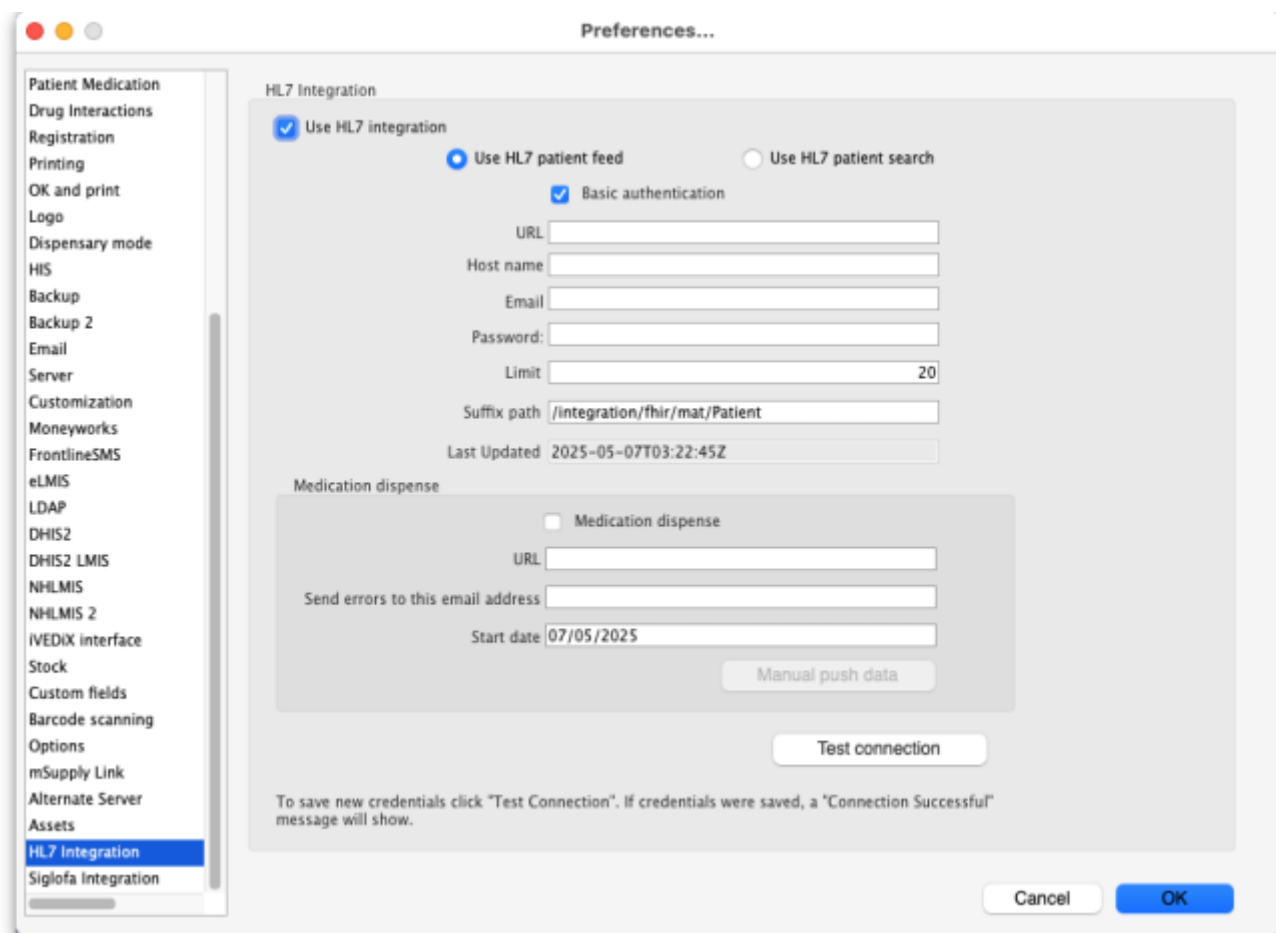 Preferences...
Patient Medication
Drug Interactions
Registration
Printing
OK and print
Logo
Dispensary mode
HIS
Backup
Backup 2
Email
Server
Customization
Moneyworks
FrontlineSMS
eLMIS
LDAP
DHIS2
DHIS2 LMIS
NHLMIS
NHLMIS 2
iVEDiX interface
Stock
Custom fields
Barcode scanning
Options
mSupply Link
Alternate Server
Assets
HL7 Integration
Siglofa Integration
HL7 Integration
Use HL7 integration
Use HL7 patient feed Use HL7 patient search
Basic authentication
URL
Host name
Email
Password:
Limit 20
Suffix path /integration/fhir/mat/Patient
Last Updated 2025-05-07T03:22:45Z
Medication dispense
Medication dispense
URL
Send errors to this email address
Start date 07/05/2025
Manual push data
Test connection
To save new credentials click "Test Connection". If credentials were saved, a "Connection Successful"
message will show.
Cancel OK